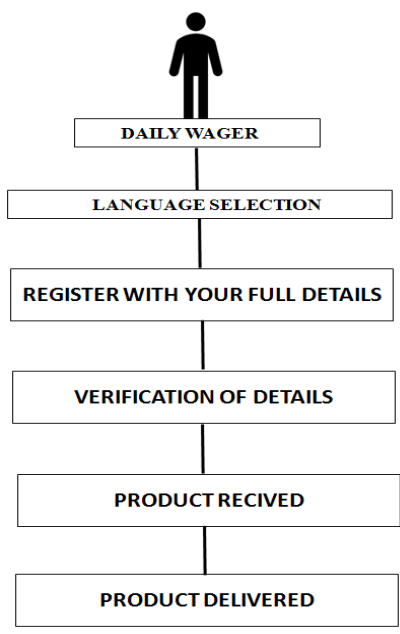 DAILY WAGER
LANGUAGE SELECTION
REGISTER WITH YOUR FULL DETAILS
VERIFICATION OF DETAILS
PRODUCT RECIVED
PRODUCT DELIVERED